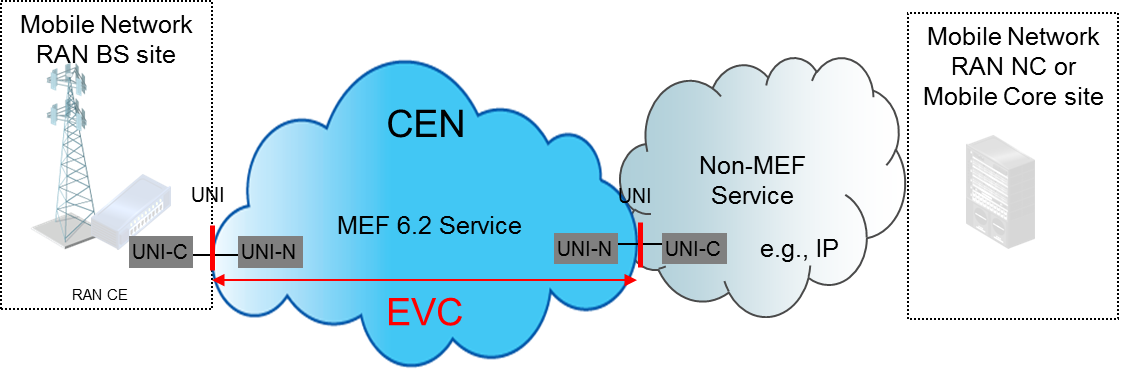 Mobile Network
RAN BS site
UNI
UNI-C
RAN CE
CEN
MEF 6.2 Service
UNI-N
UNI-N
EVC
UNI
UNI-C
Non-MEF
Service
e.g., IP
Mobile Network
RAN NC or
Mobile Core site